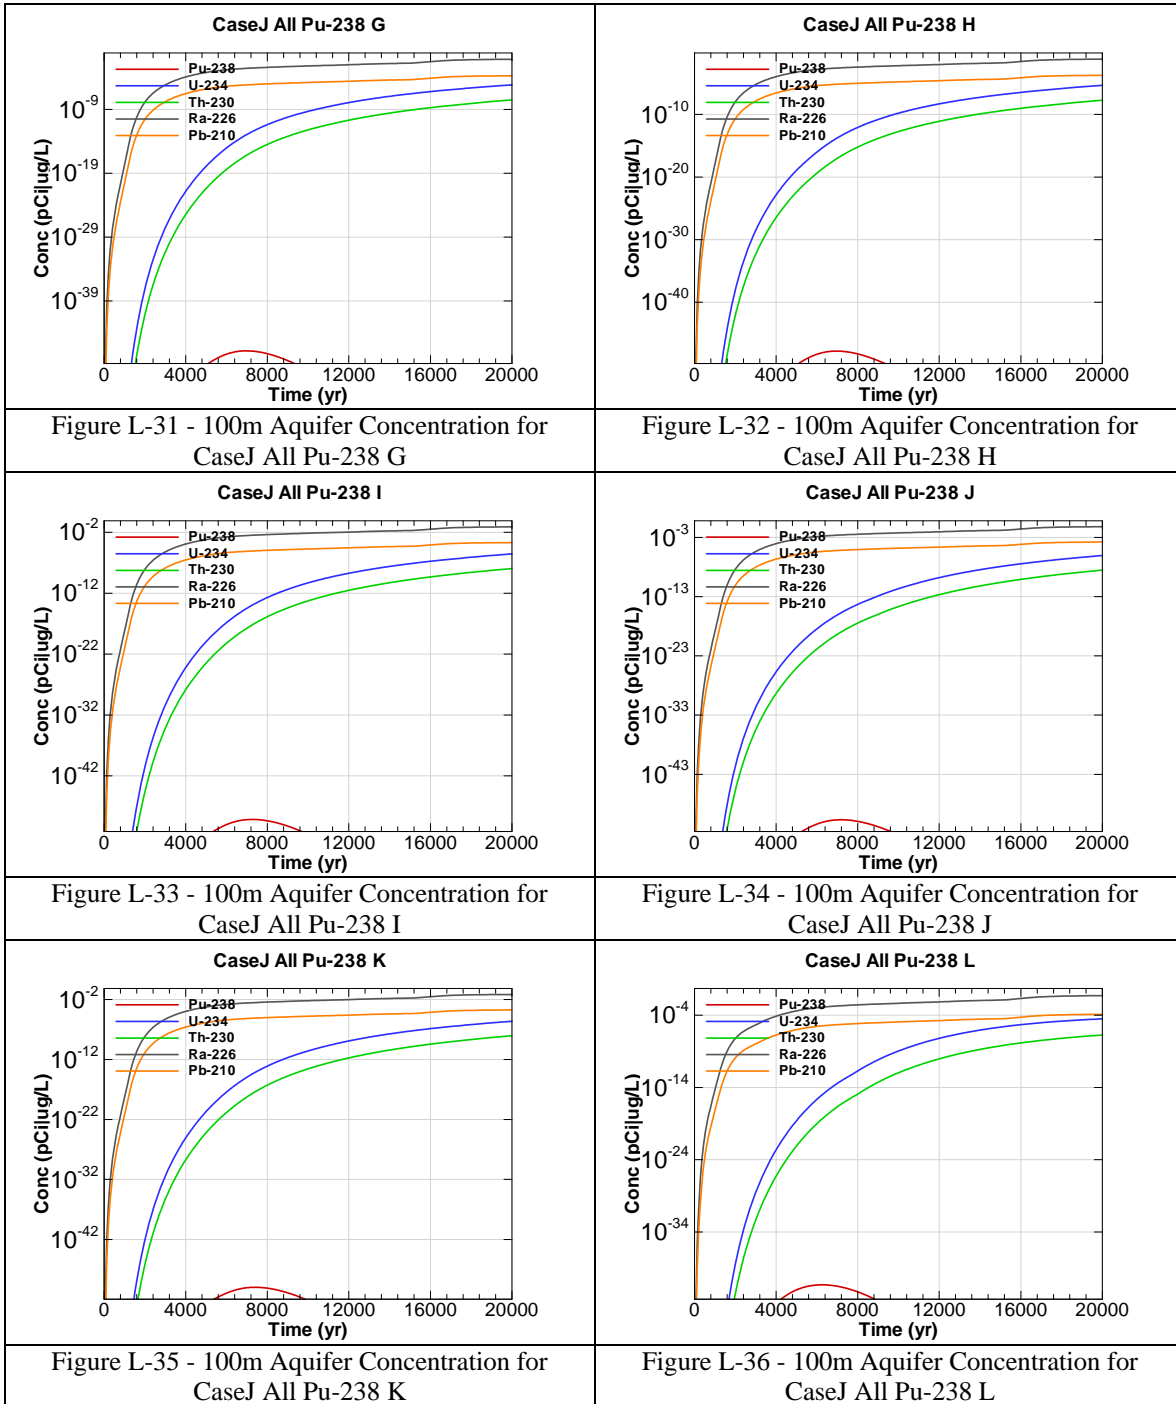 CaseJ All Pu-238 G
Pu-238
U-234
Th-230
Ra-226
Pb-210
10-9
10-19
10-29
10-39
Conc (pCi|ug/L)
0 4000 8000 12000 16000 20000
Time (yr)
Figure L-31 - 100m Aquifer Concentration for
CaseJ All Pu-238 G
CaseJ All Pu-238 H
Pu-238
U-234
Th-230
Ra-226
Pb-210
10-10
10-20
10-30
10-40
Conc (pCi|ug/L)
0 4000 8000 12000 16000 20000
Time (yr)
Figure L-32 - 100m Aquifer Concentration for
CaseJ All Pu-238 H
CaseJ All Pu-238 I
Pu-238
U-234
Th-230
Ra-226
Pb-210
10-2
10-12
10-22
10-32
10-42
Conc (pCi|ug/L)
0 4000 8000 12000 16000 20000
Time (yr)
Figure L-33 - 100m Aquifer Concentration for
CaseJ All Pu-238 I
CaseJ All Pu-238 J
Pu-238
U-234
Th-230
Ra-226
Pb-210
10-3
10-13
10-23
10-33
10-43
Conc (pCi|ug/L)
0 4000 8000 12000 16000 20000
Time (yr)
Figure L-34 - 100m Aquifer Concentration for
CaseJ All Pu-238 J
CaseJ All Pu-238 K
Pu-238
U-234
Th-230
Ra-226
Pb-210
10-2
10-12
10-22
10-32
10-42
Conc (pCi|ug/L)
0 4000 8000 12000 16000 20000
Time (yr)
Figure L-35 - 100m Aquifer Concentration for
CaseJ All Pu-238 K
CaseJ All Pu-238 L
Pu-238
U-234
Th-230
Ra-226
Pb-210
10-4
10-14
10-24
10-34
Conc (pCi|ug/L)
0 4000 8000 12000 16000 20000
Time (yr)
Figure L-36 - 100m Aquifer Concentration for
CaseJ All Pu-238 L